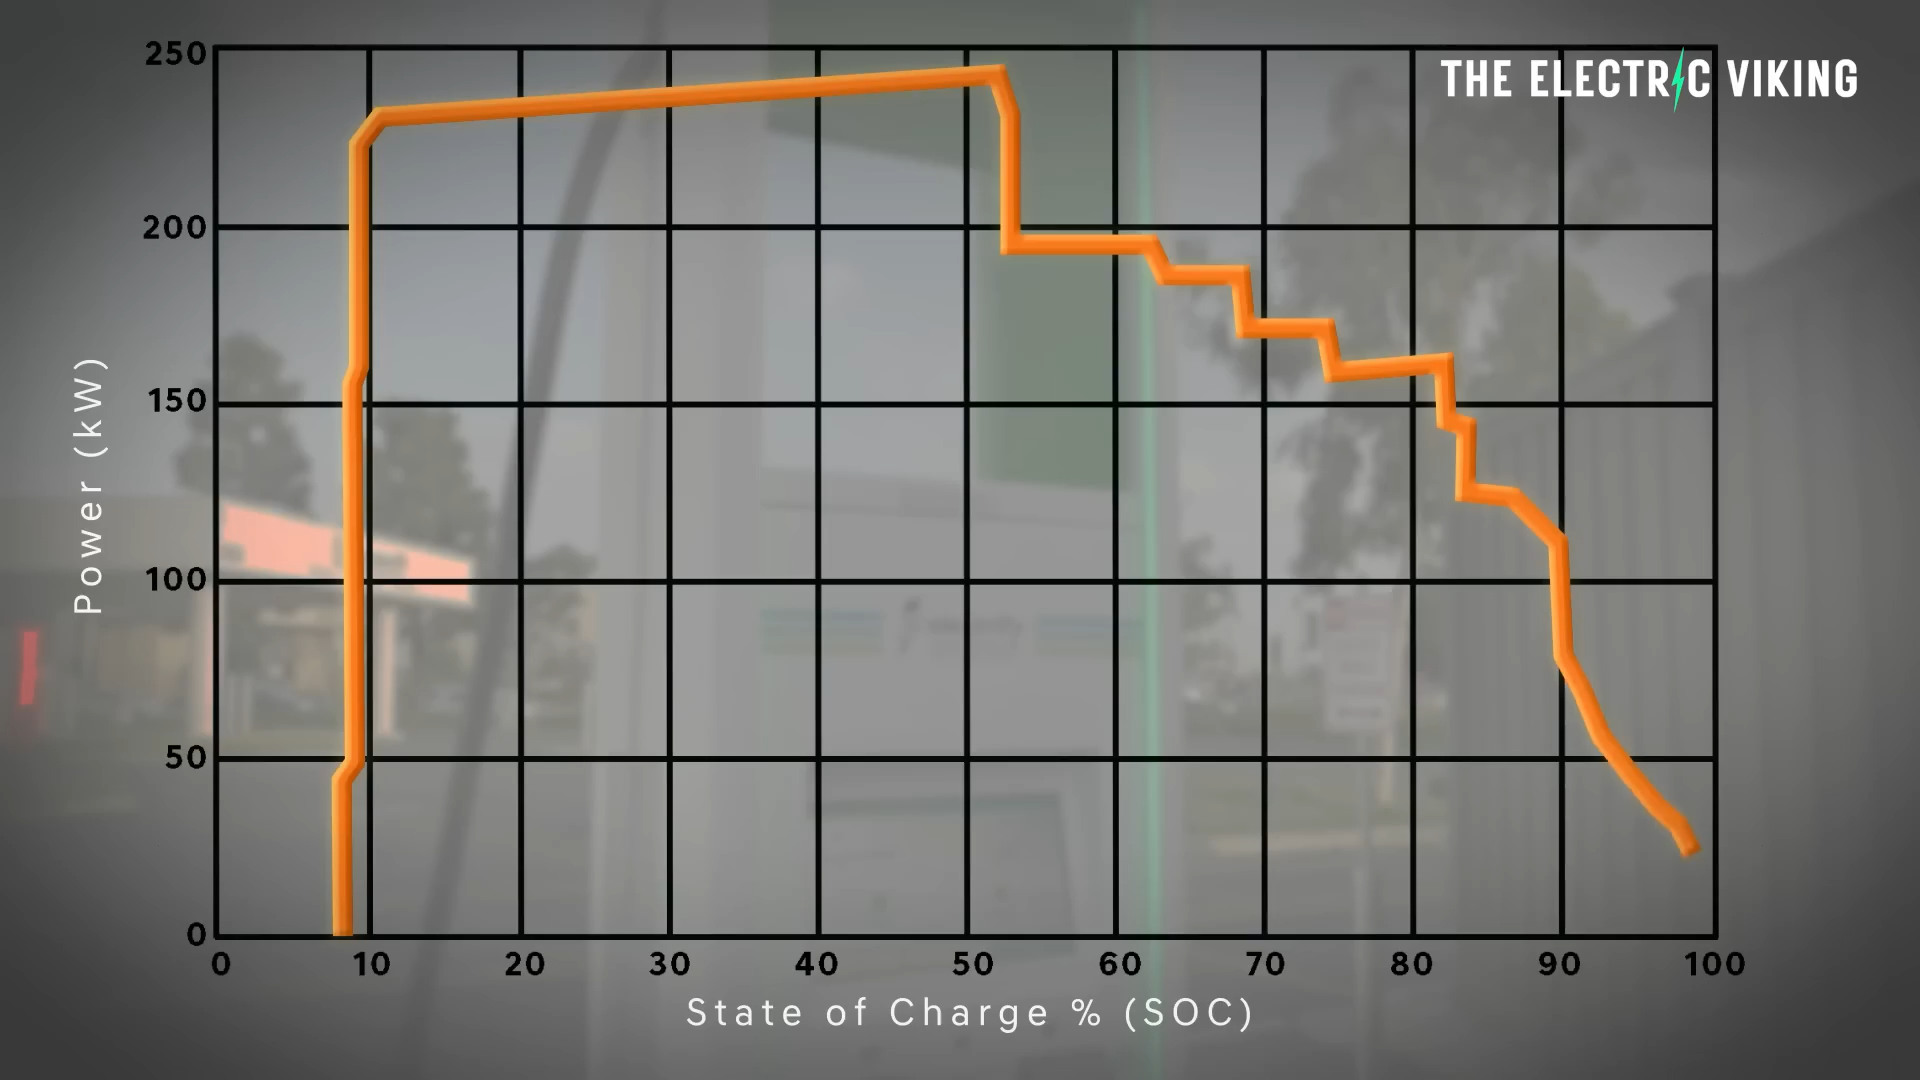 250
THE ELECTRIC VIKING
200
150
100
50
0
Power (kW)
0 10 20 30 40 50 60 70 80 90 100
State of Charge % (SOC)